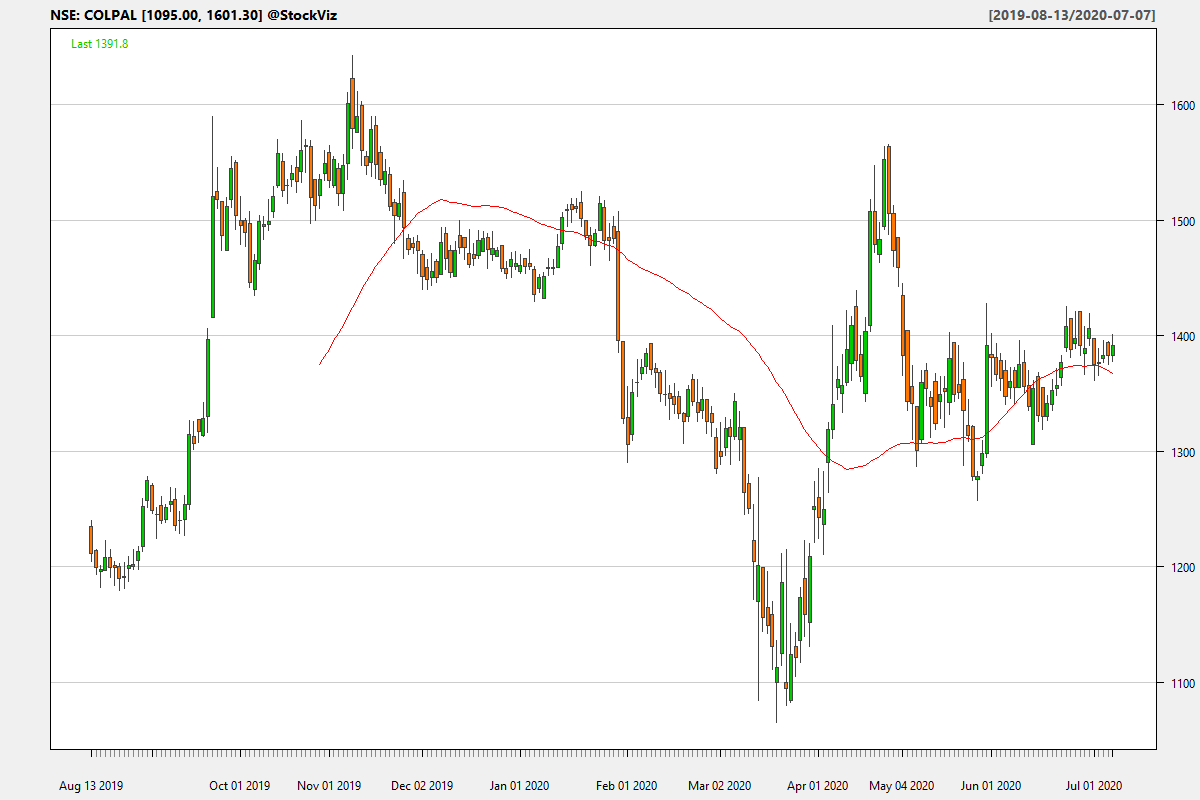 NSE: COLPAL [1095.00, 1601.30] @StockViz [2019-08-13/2020-07-07]
Last 1391.8
1600
1500
1400
1300
1200
1100
Aug 13 2019 Oct 01 2019 Nov 01 2019 Dec 02 2019 Jan 01 2020 Feb 01 2020 Mar 02 2020 Apr 01 2020 May 04 2020 Jun 01 2020 Jul 01 2020